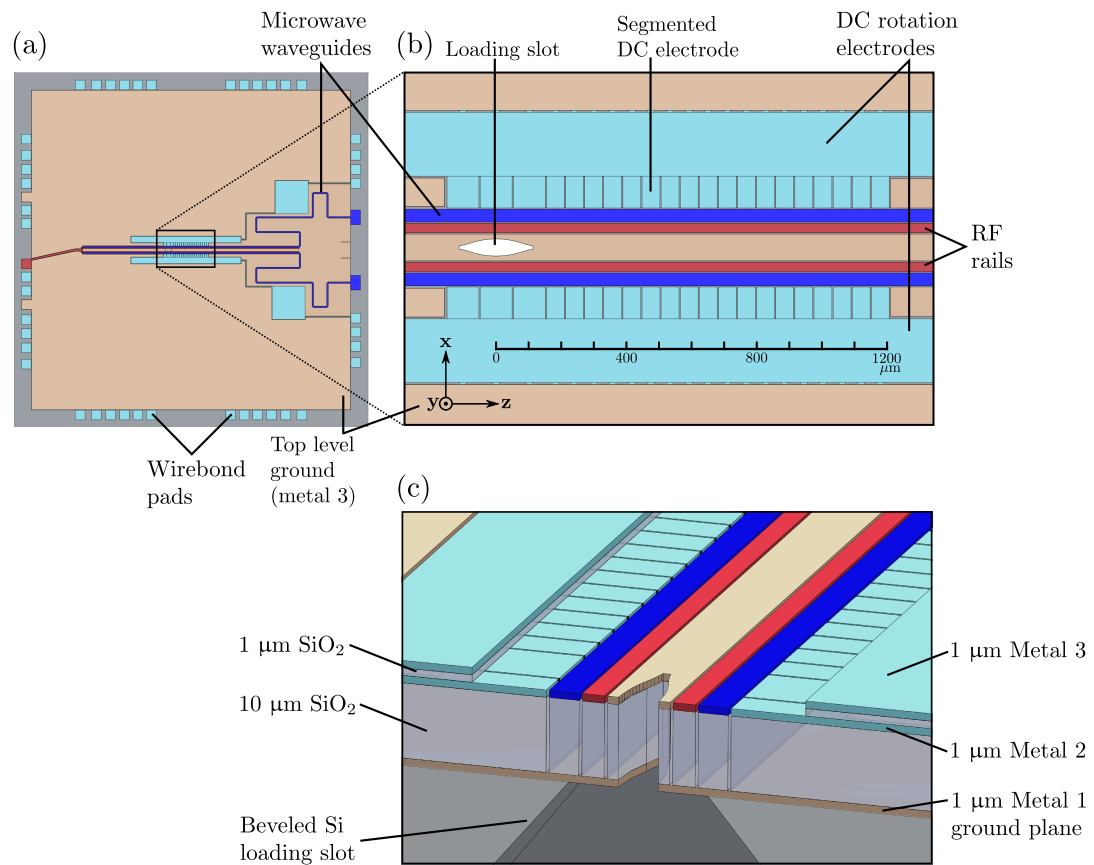 (a)
Microwave
waveguides
(b)
Loading slot
Segmented
DC electrode
DC rotation
electrodes
RF
rails
x
y
z
0
400
800
1200
μm
Wirebond
pads
Top level
ground
(metal 3)
(c)
1 μm SiO₂
10 μm SiO₂
Beveled Si
loading slot
1 μm Metal 3
1 μm Metal 2
1 μm Metal 1
ground plane